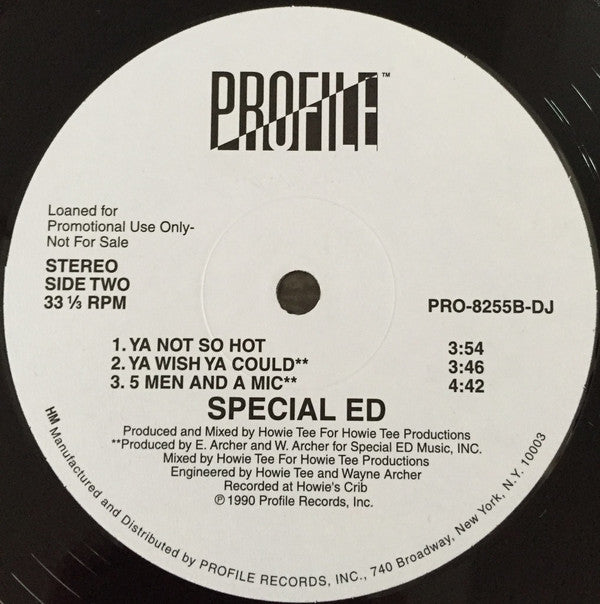 PROFILE™
Loaned for
Promotional Use Only-
Not For Sale
STEREO
SIDE TWO
33 ⅓ RPM
PRO-8255B-DJ
1. YA NOT SO HOT 3:54
2. YA WISH YA COULD** 3:46
3. 5 MEN AND A MIC** 4:42
SPECIAL ED
Produced and Mixed by Howie Tee For Howie Tee Productions
**Produced by E. Archer and W. Archer for Special ED Music, INC.
Mixed by Howie Tee For Howie Tee Productions
Engineered by Howie Tee and Wayne Archer
Recorded at Howie's Crib
℗ 1990 Profile Records, Inc.
HM Manufactured and Distributed by PROFILE RECORDS, INC., 740 Broadway, New York, N.Y. 10003